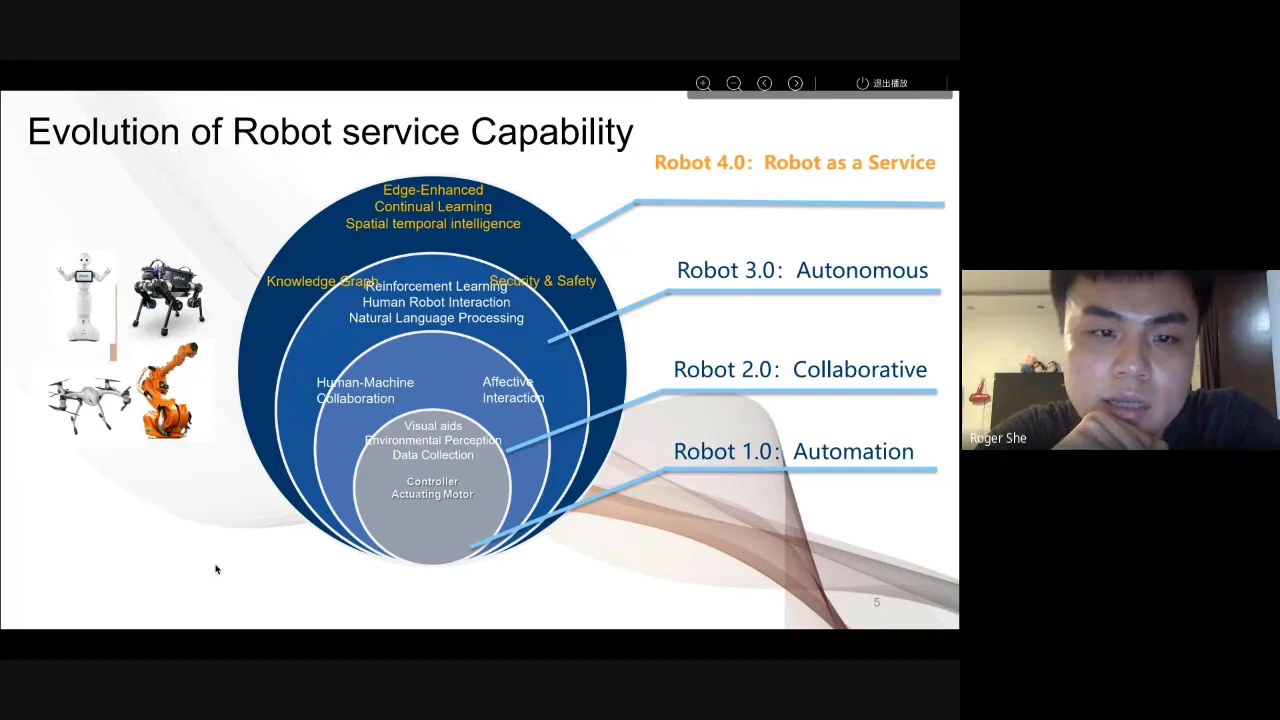 退出播放
Evolution of Robot service Capability
Robot 4.0: Robot as a Service
Edge-Enhanced
Continual Learning
Spatial temporal intelligence
Knowledge Graph
Security & Safety
Reinforcement Learning
Human Robot Interaction
Natural Language Processing
Robot 3.0: Autonomous
Human-Machine
Collaboration
Affective
Interaction
Robot 2.0: Collaborative
Visual aids
Environmental Perception
Data Collection
Controller
Actuating Motor
Robot 1.0: Automation
Roger She
5